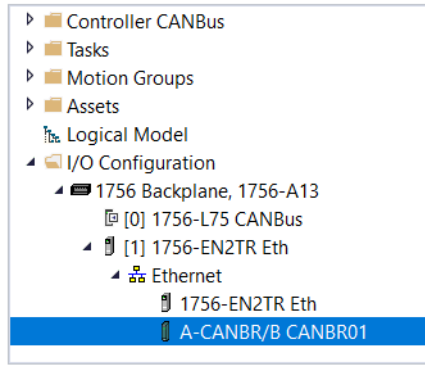 Controller CANBus
Tasks
Motion Groups
Assets
Logical Model
I/O Configuration
1756 Backplane, 1756-A13
[0] 1756-L75 CANBus
[1] 1756-EN2TR Eth
Ethernet
1756-EN2TR Eth
A-CANBR/B CANBR01